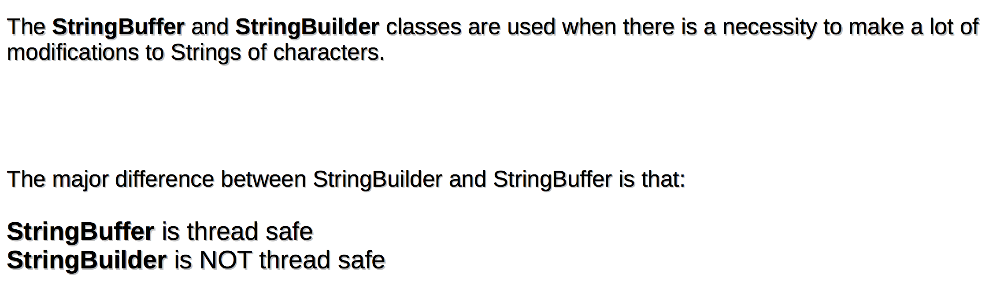 The StringBuffer and StringBuilder classes are used when there is a necessity to make a lot of
modifications to Strings of characters.
The major difference between StringBuilder and StringBuffer is that:
StringBuffer is thread safe
StringBuilder is NOT thread safe